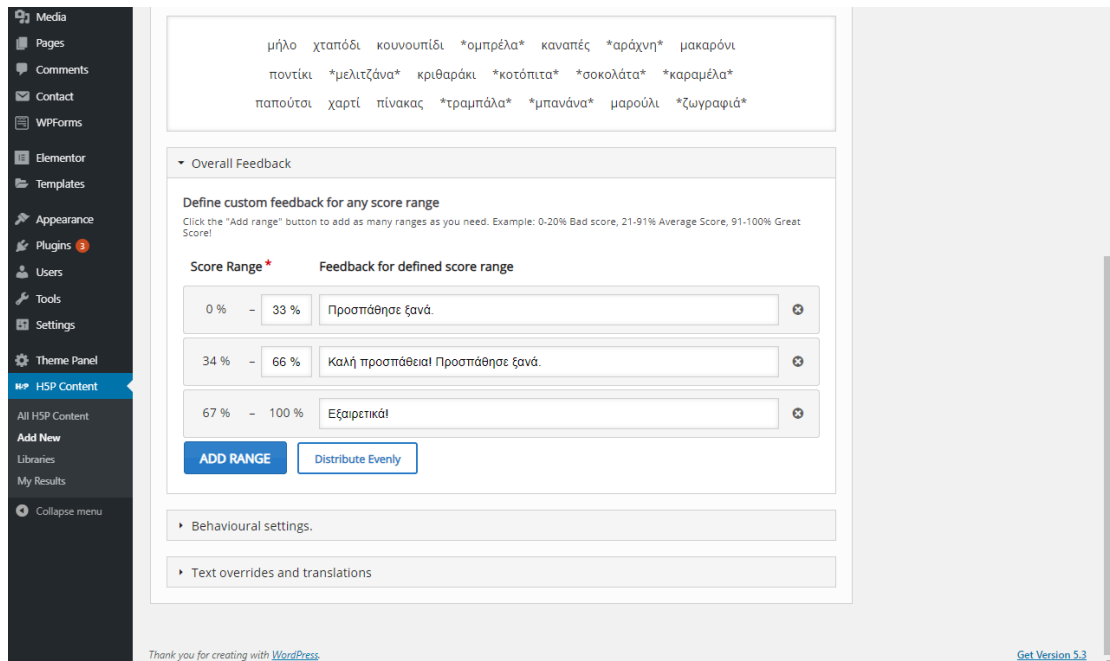 Media
Pages
Comments
Contact
WPForms
Elementor
Templates
Appearance
Plugins 3
Users
Tools
Settings
Theme Panel
H5P H5P Content
All H5P Content
Add New
Libraries
My Results
Collapse menu
μήλο χταπόδι κουνουπίδι *ομπρέλα* καναπές *αράχνη* μακαρόνι
ποντίκι *μελιτζάνα* κριθαράκι *κοτόπιτα* *σοκολάτα* *καραμέλα*
παπούτσι χαρτί πίνακας *τραμπάλα* *μπανάνα* μαρούλι *ζωγραφιά*
Overall Feedback
Define custom feedback for any score range
Click the "Add range" button to add as many ranges as you need. Example: 0-20% Bad score, 21-91% Average Score, 91-100% Great
Score!
Score Range * Feedback for defined score range
0 % – 33 % Προσπάθησε ξανά.
34 % – 66 % Καλή προσπάθεια! Προσπάθησε ξανά.
67 % – 100 % Εξαιρετικά!
ADD RANGE Distribute Evenly
Behavioural settings.
Text overrides and translations
Thank you for creating with WordPress. Get Version 5.3